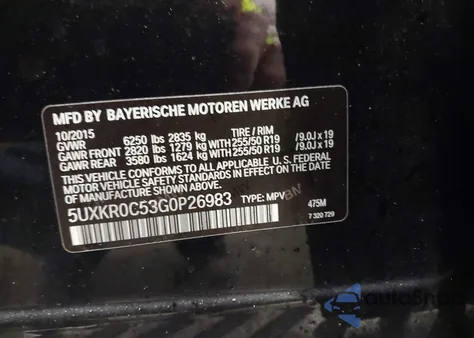 MFD BY BAYERISCHE MOTOREN WERKE AG
10/2015 TIRE / RIM
GVWR 6250 lbs 2835 kg
GAWR FRONT 2820 lbs 1279 kg WITH 255/50 R19 /9.0J x 19
GAWR REAR 3580 lbs 1624 kg WITH 255/50 R19 /9.0J x 19
THIS VEHICLE CONFORMS TO ALL APPLICABLE U.S. FEDERAL
MOTOR VEHICLE SAFETY STANDARDS IN
EFFECT ON THE DATE OF MANUFACTURE SHOWN ABOVE.
5UXKR0C53G0P26983 TYPE: MPV
475M
7 320 729